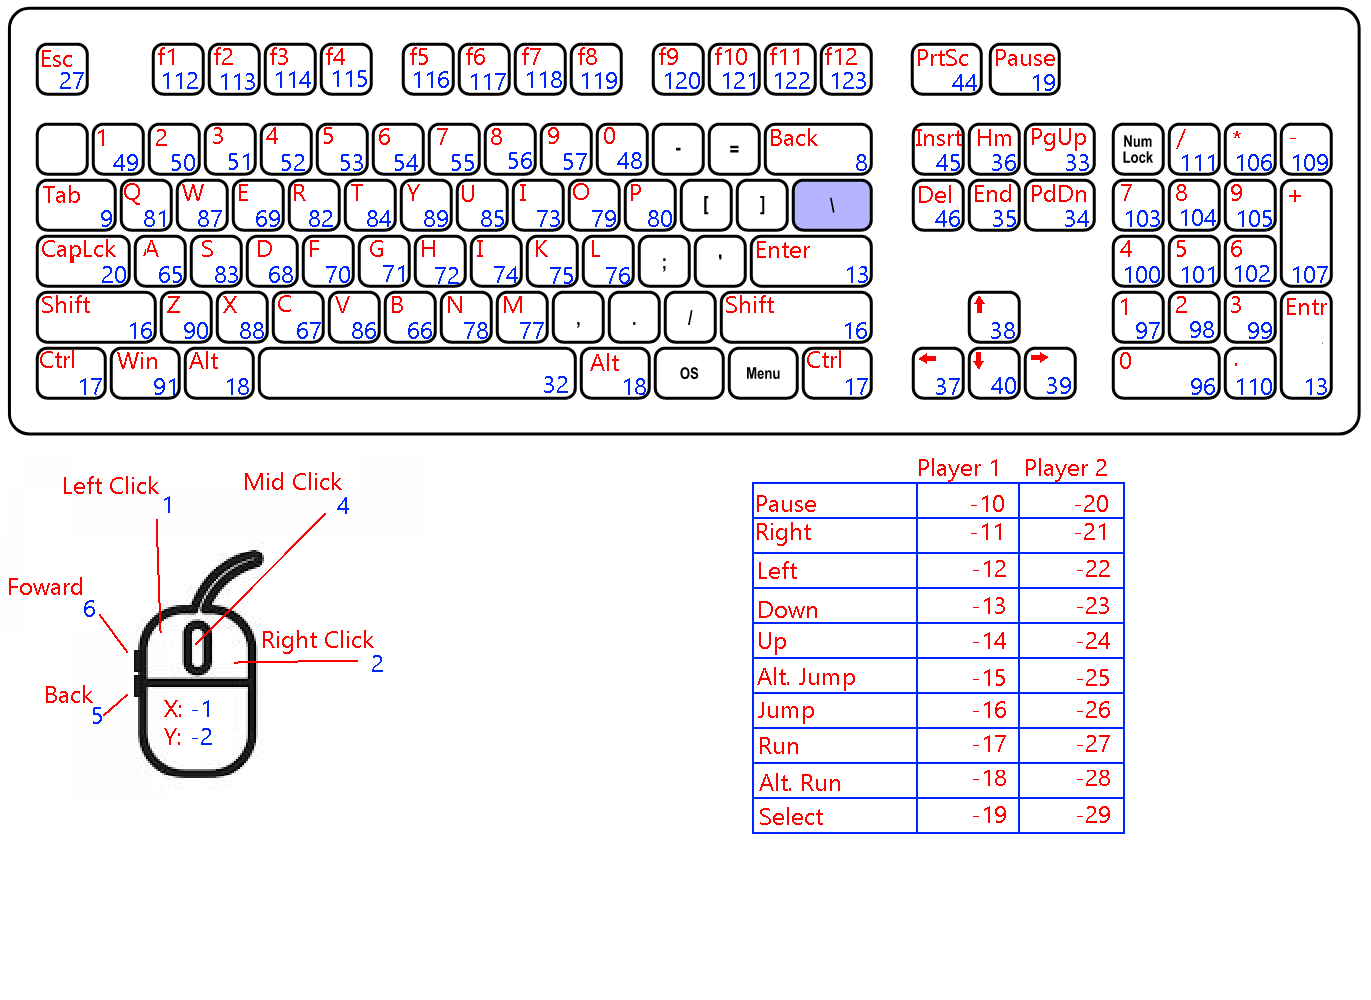 Esc 27
f1 112 f2 113 f3 114 f4 115
f5 116 f6 117 f7 118 f8 119
f9 120 f10 121 f11 122 f12 123
PrtSc 44 Pause 19
1 49 2 50 3 51 4 52 5 53 6 54 7 55 8 56 9 57 0 48 - = Back 8
Insrt 45 Hm 36 PgUp 33
Num Lock / 111 * 106 - 109
Tab 9 Q 81 W 87 E 69 R 82 T 84 Y 89 U 85 I 73 O 79 P 80 [ ] \
Del 46 End 35 PdDn 34
7 103 8 104 9 105 + 107
CapLck 20 A 65 S 83 D 68 F 70 G 71 H 72 I 74 K 75 L 76 ; ' Enter 13
4 100 5 101 6 102
Shift 16 Z 90 X 88 C 67 V 86 B 66 N 78 M 77 , . / Shift 16
38
1 97 2 98 3 99 Entr 13
Ctrl 17 Win 91 Alt 18 32 Alt 18 OS Menu Ctrl 17
37 40 39
0 96 . 110
Left Click 1
Mid Click 4
Foward 6
Right Click 2
Back 5
X: -1
Y: -2
Player 1 Player 2
Pause -10 -20
Right -11 -21
Left -12 -22
Down -13 -23
Up -14 -24
Alt. Jump -15 -25
Jump -16 -26
Run -17 -27
Alt. Run -18 -28
Select -19 -29